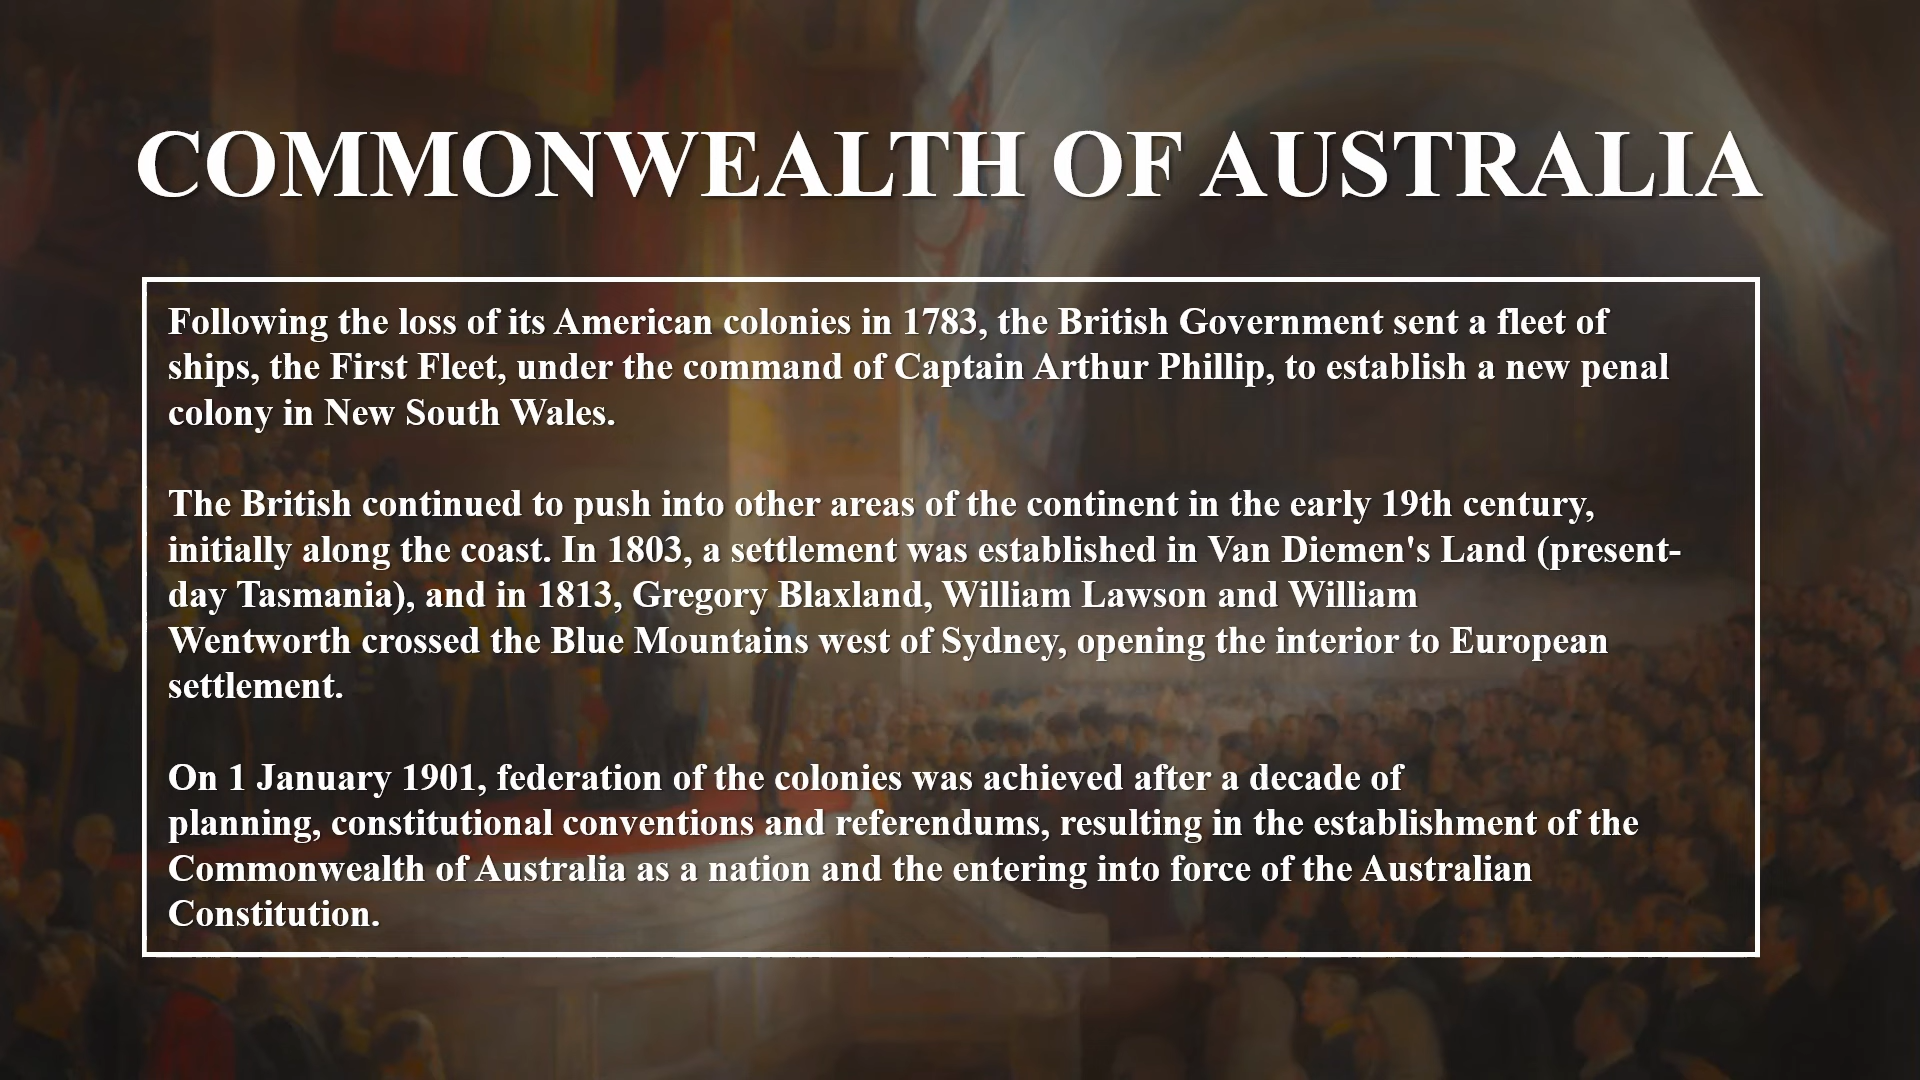 COMMONWEALTH OF AUSTRALIA
Following the loss of its American colonies in 1783, the British Government sent a fleet of
ships, the First Fleet, under the command of Captain Arthur Phillip, to establish a new penal
colony in New South Wales.
The British continued to push into other areas of the continent in the early 19th century,
initially along the coast. In 1803, a settlement was established in Van Diemen's Land (present-
day Tasmania), and in 1813, Gregory Blaxland, William Lawson and William
Wentworth crossed the Blue Mountains west of Sydney, opening the interior to European
settlement.
On 1 January 1901, federation of the colonies was achieved after a decade of
planning, constitutional conventions and referendums, resulting in the establishment of the
Commonwealth of Australia as a nation and the entering into force of the Australian
Constitution.